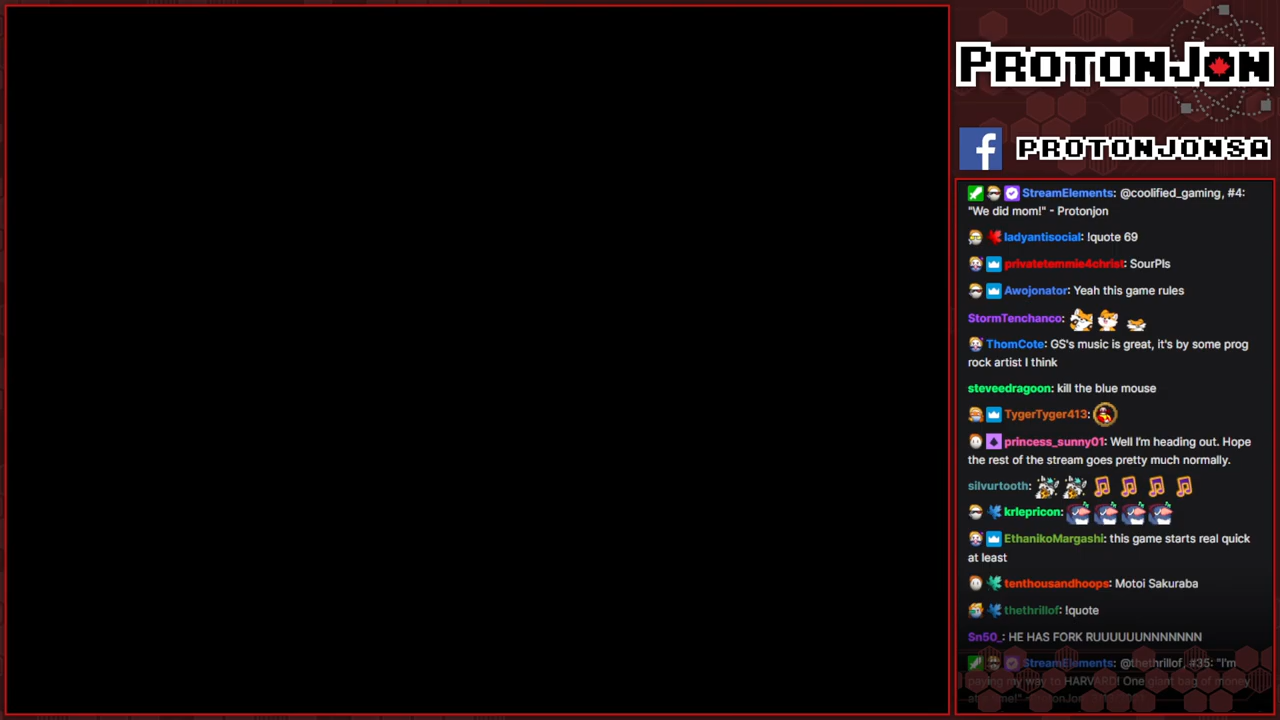 PROTONJON
PROTONJONSA
StreamElements: @coolified_gaming, #4:
"We did mom!" - Protonjon
ladyantisocial: !quote 69
privatetemmie4christ: SourPls
Awojonator: Yeah this game rules
StormTenchanco:
ThomCote: GS's music is great, it's by some prog
rock artist I think
steveedragoon: kill the blue mouse
TygerTyger413:
princess_sunny01: Well I'm heading out. Hope
the rest of the stream goes pretty much normally.
silvurtooth:
krlepricon:
EthanikoMargashi: this game starts real quick
at least
tenthousandhoops: Motoi Sakuraba
thethrillof: !quote
Sn50_: HE HAS FORK RUUUUUUNNNNNNN
StreamElements: @thethrillof, #35: "I'm
paying my way to HARVARD! One giant bag of money